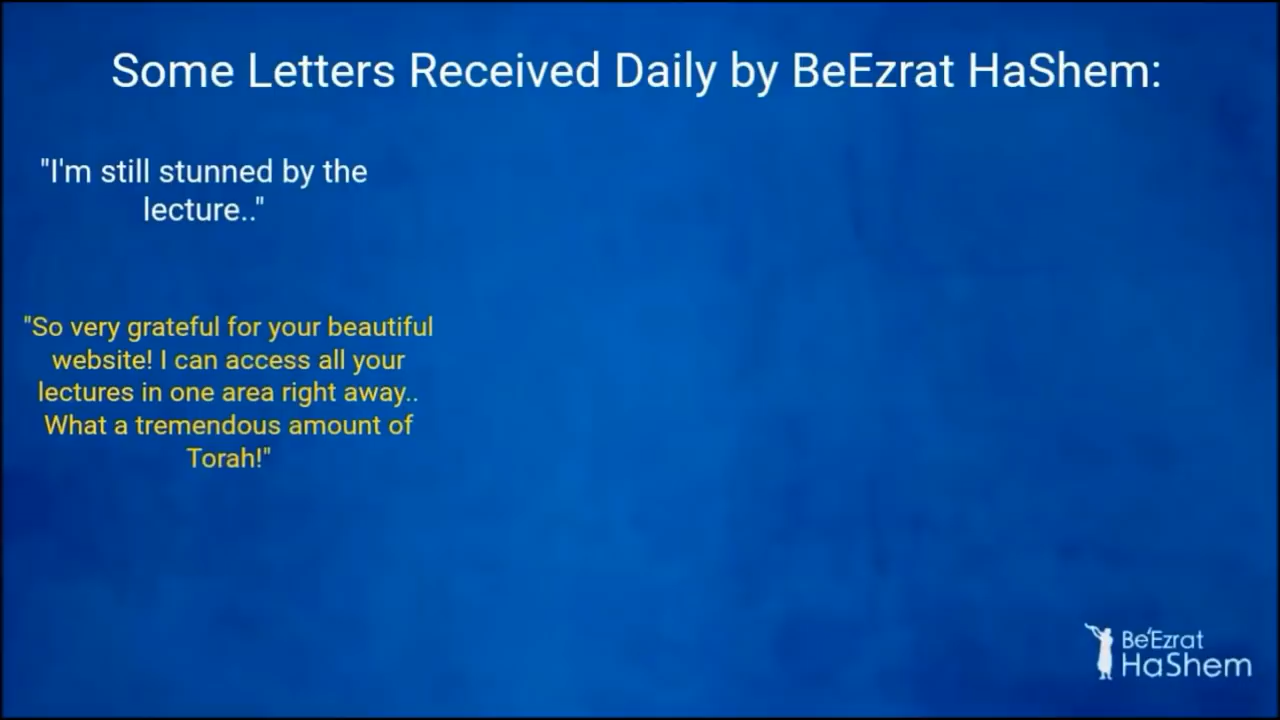 Some Letters Received Daily by BeEzrat HaShem:
"I'm still stunned by the
lecture.."
"So very grateful for your beautiful
website! I can access all your
lectures in one area right away..
What a tremendous amount of
Torah!"
Be'Ezrat
HaShem